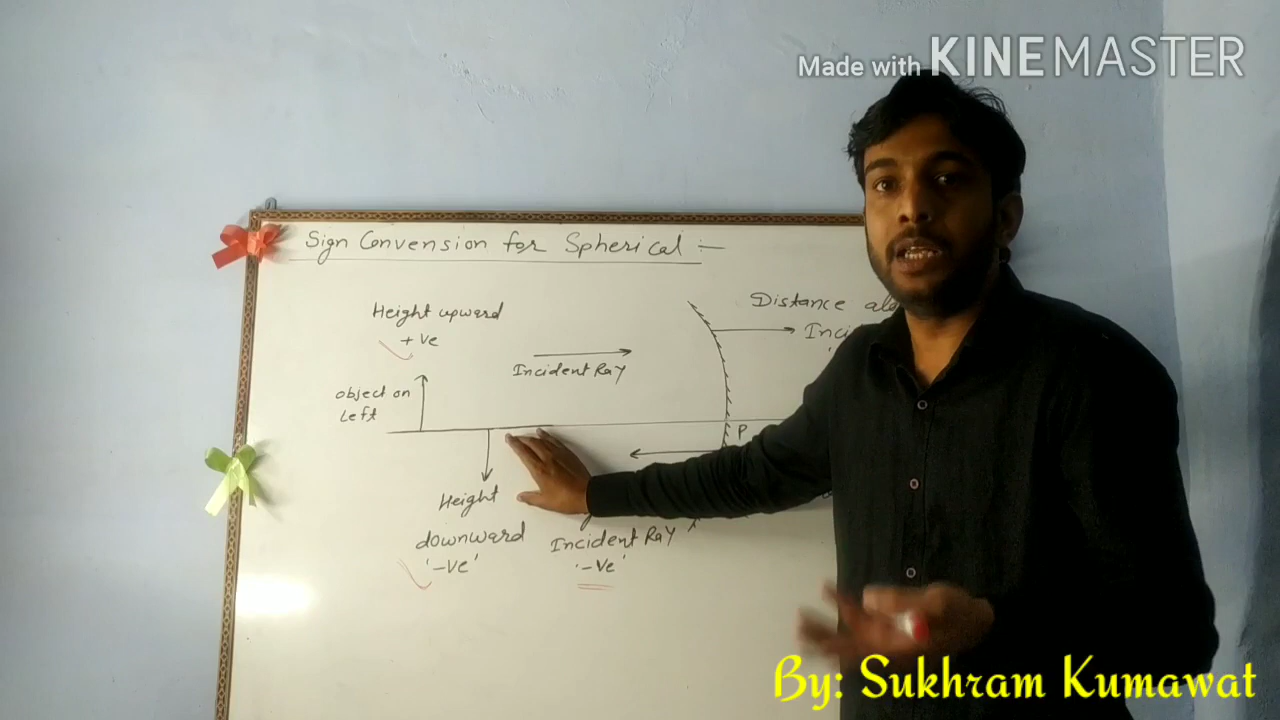 Made with KINEMASTER
Sign Convension for Spherical :-
Height upward
+ve
Distance
object on
Left
Incident Ray
P
Height
downward
'-ve'
Incident Ray
'-ve'
By: Sukhram Kumawat